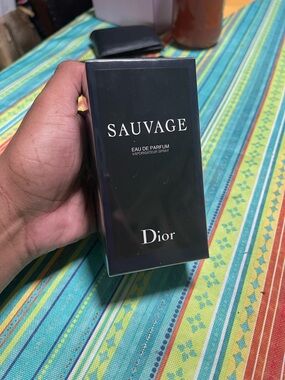 SAUVAGE
EAU DE PARFUM
VAPORISATEUR SPRAY
Dior